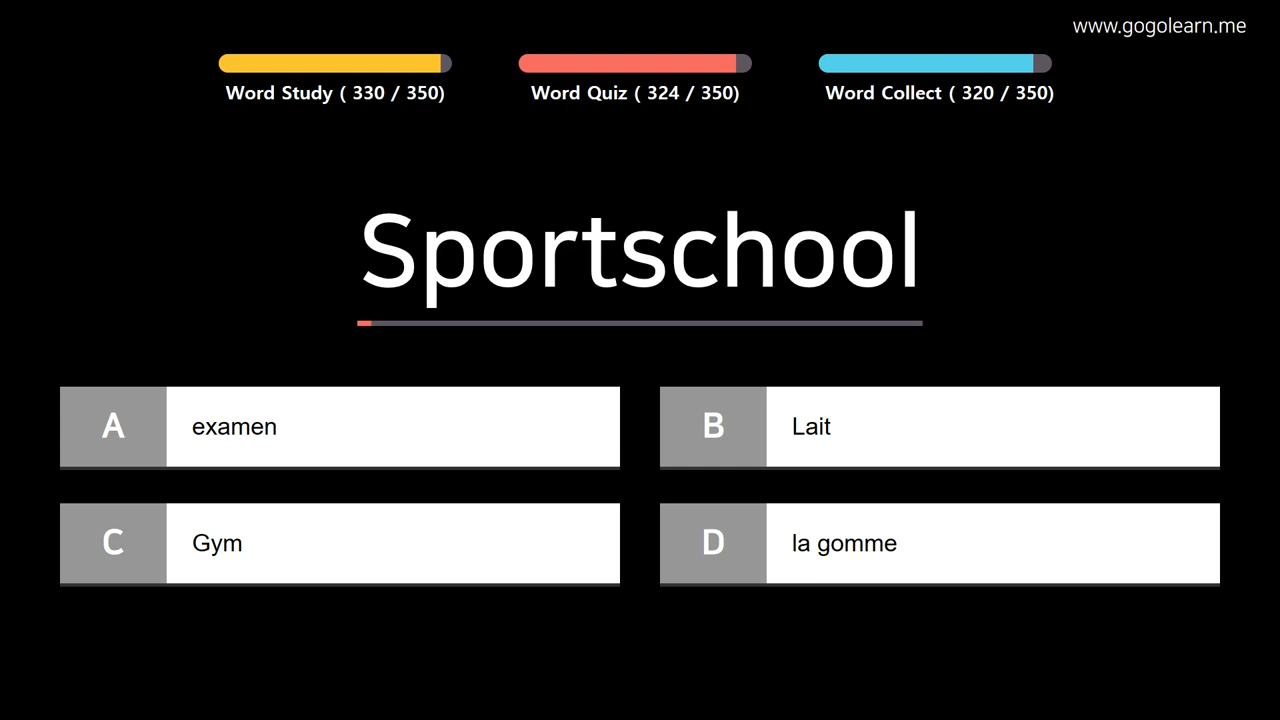 www.gogolearn.me
Word Study ( 330 / 350)
Word Quiz ( 324 / 350)
Word Collect ( 320 / 350)
Sportschool
A
examen
B
Lait
C
Gym
D
la gomme